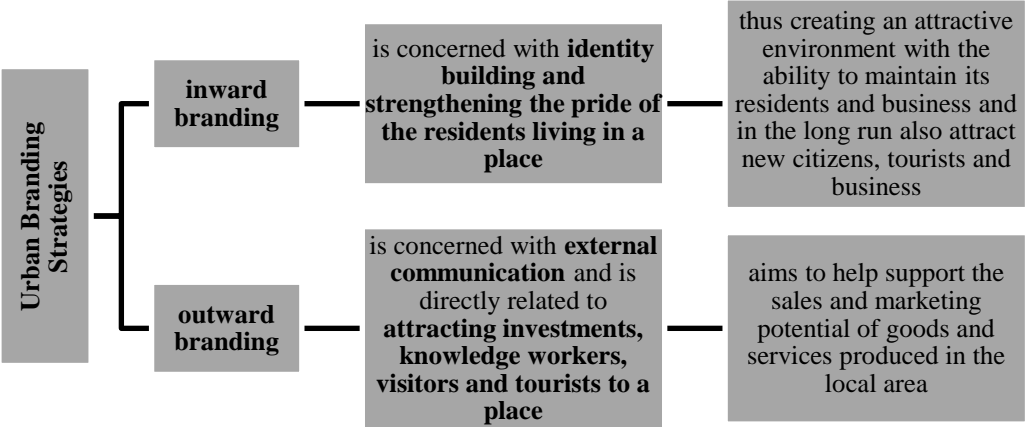 Urban Branding
Strategies
inward
branding
is concerned with identity
building and
strengthening the pride of
the residents living in a
place
thus creating an attractive
environment with the
ability to maintain its
residents and business and
in the long run also attract
new citizens, tourists and
business
outward
branding
is concerned with external
communication and is
directly related to
attracting investments,
knowledge workers,
visitors and tourists to a
place
aims to help support the
sales and marketing
potential of goods and
services produced in the
local area